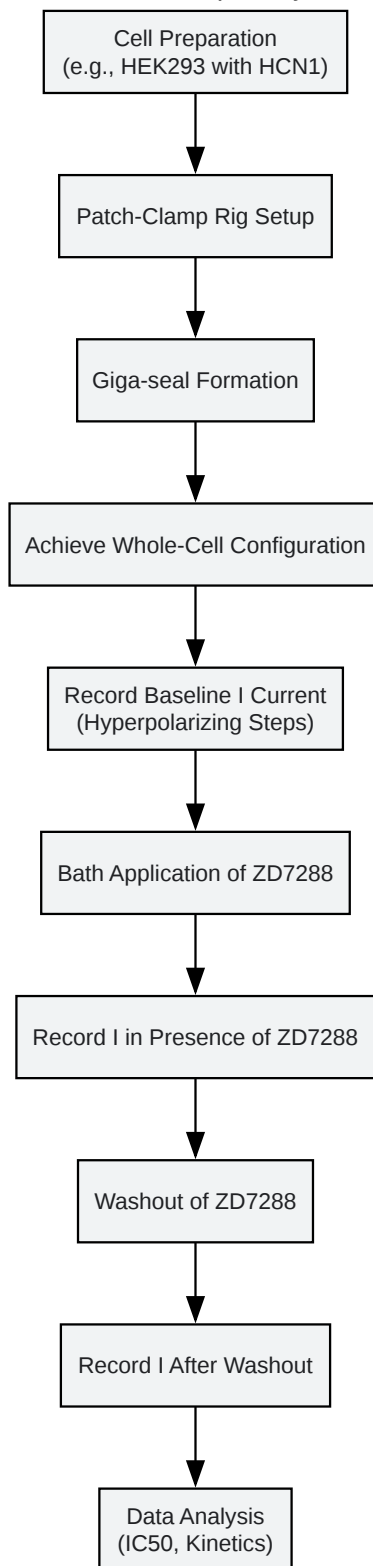 Cell Preparation
(e.g., HEK293 with HCN1)
Patch-Clamp Rig Setup
Giga-seal Formation
Achieve Whole-Cell Configuration
Record Baseline I Current
(Hyperpolarizing Steps)
Bath Application of ZD7288
Record I in Presence of ZD7288
Washout of ZD7288
Record I After Washout
Data Analysis
(IC50, Kinetics)